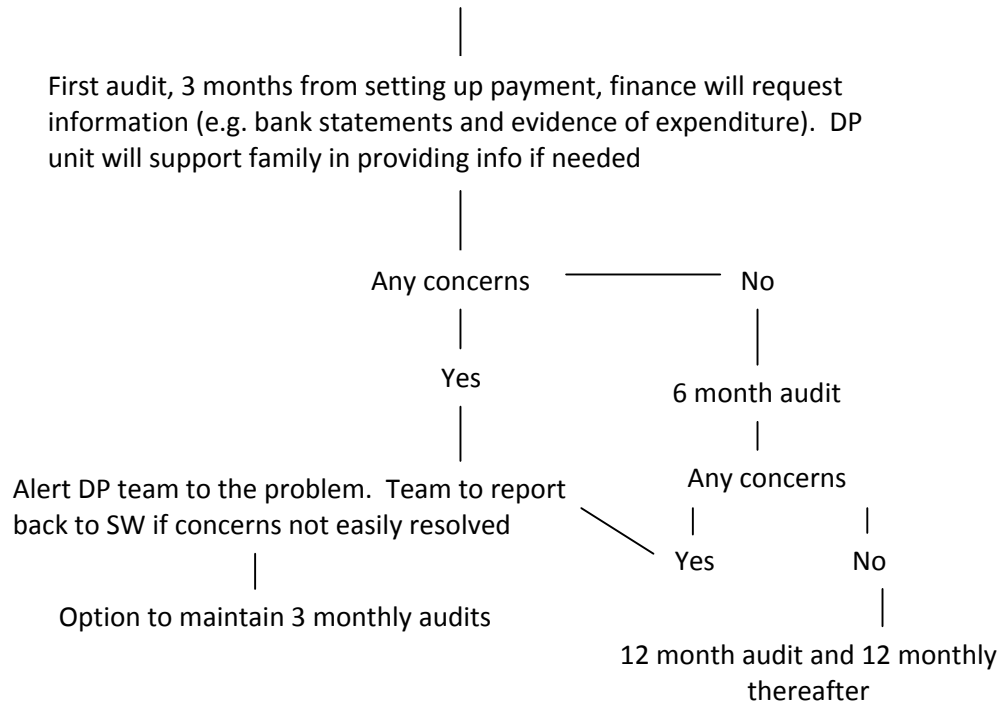 First audit, 3 months from setting up payment, finance will request
information (e.g. bank statements and evidence of expenditure).  DP
unit will support family in providing info if needed
Any concerns
No
Yes
6 month audit
Alert DP team to the problem.  Team to report
back to SW if concerns not easily resolved
Any concerns
Yes
No
Option to maintain 3 monthly audits
12 month audit and 12 monthly
thereafter